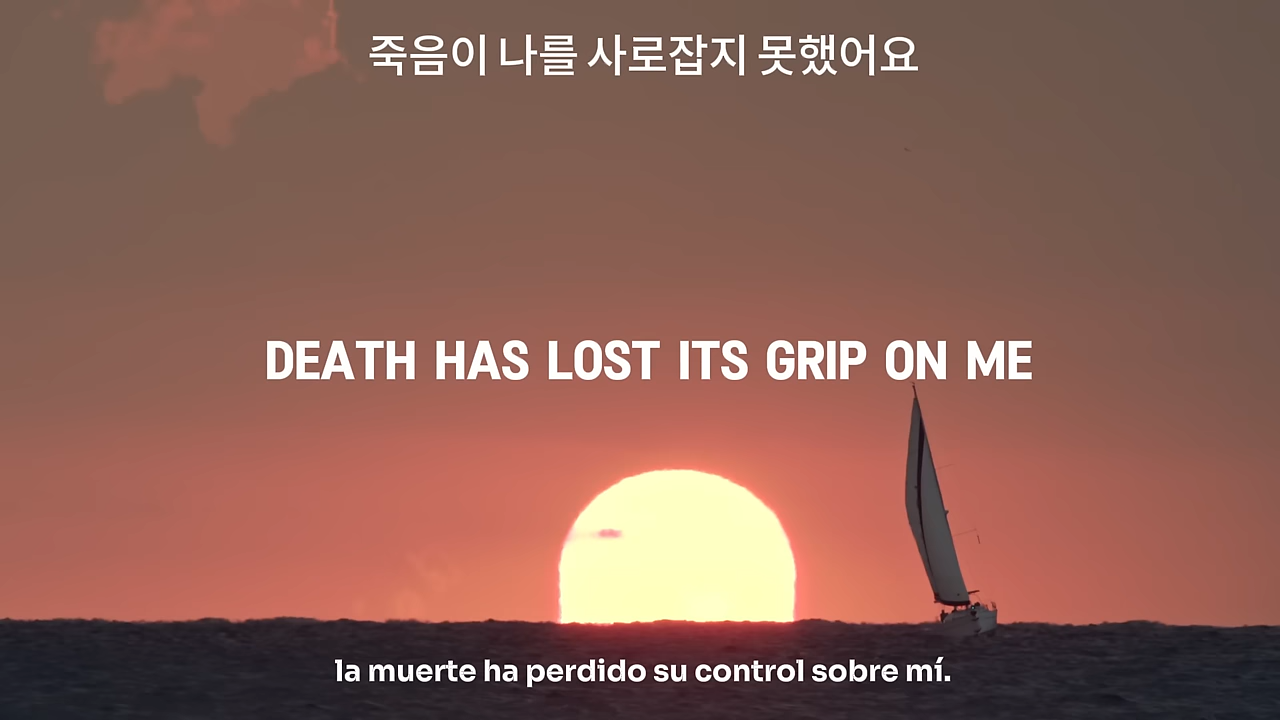 죽음이 나를 사로잡지 못했어요
DEATH HAS LOST ITS GRIP ON ME
la muerte ha perdido su control sobre mí.